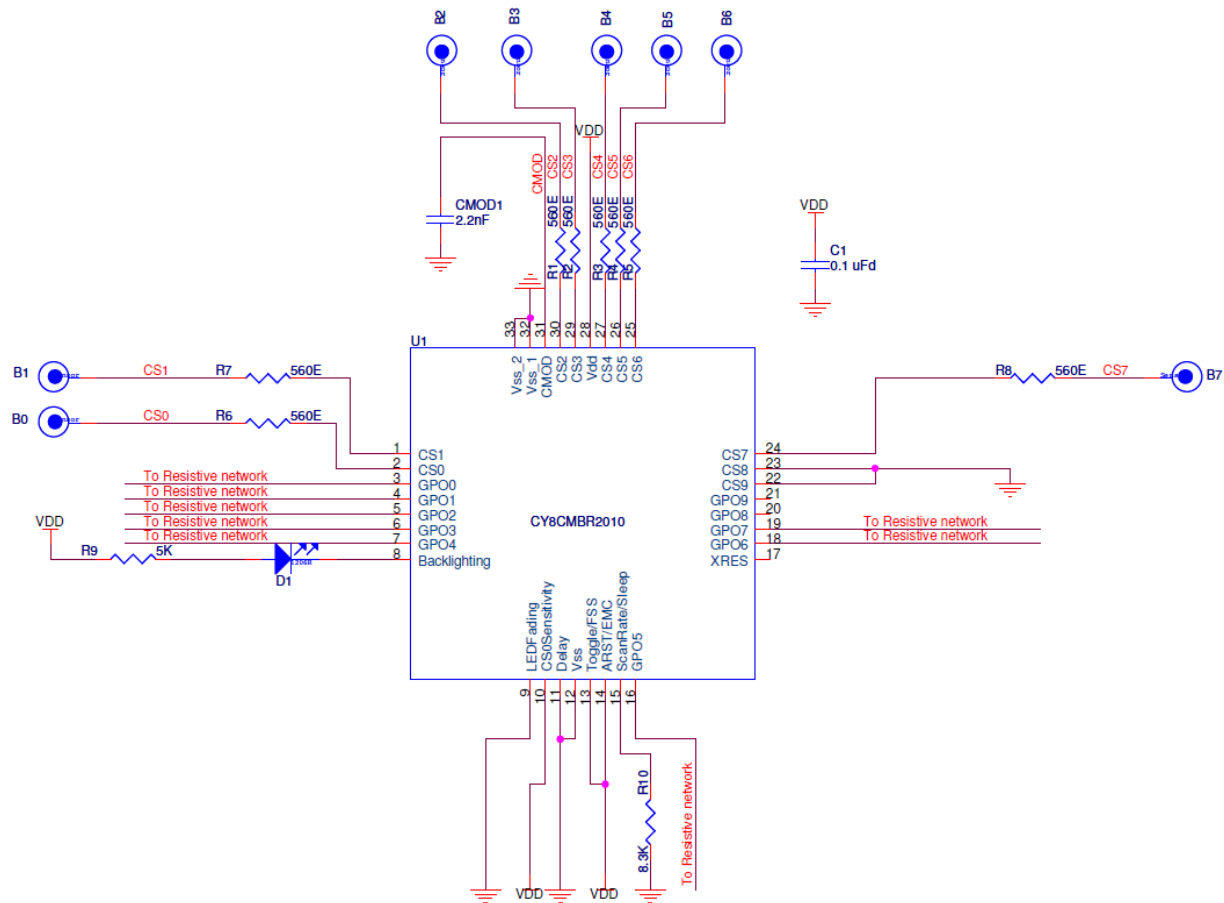 B2
B3
B4
B5
B6
VDD
CMOD
CS2
CS3
CS4
CS5
CS6
CMOD1
2.2nF
560E
560E
560E
560E
560E
R1
R2
R3
R4
R5
VDD
C1
0.1 uFd
33
32
31
30
29
28
27
26
25
U1
Vss_2
Vss_1
CMOD
CS2
CS3
Vdd
CS4
CS5
CS6
B1
CS1
R7
560E
B0
CS0
R6
560E
R8
560E
CS7
B7
1
CS1
2
CS0
To Resistive network
3
GPO0
To Resistive network
4
GPO1
To Resistive network
5
GPO2
To Resistive network
6
GPO3
To Resistive network
7
GPO4
VDD
R9
5K
D1
1206R
8
Backlighting
CY8CMBR2010
CS7
24
CS8
23
CS9
22
GPO9
21
GPO8
20
GPO7
19
To Resistive network
GPO6
18
To Resistive network
XRES
17
LEDFading
CS0Sensitivity
Delay
Vss
Toggle/FSS
ARST/EMC
ScanRate/Sleep
GPO5
9
10
11
12
13
14
15
16
R10
8.3K
To Resistive network
VDD
VDD